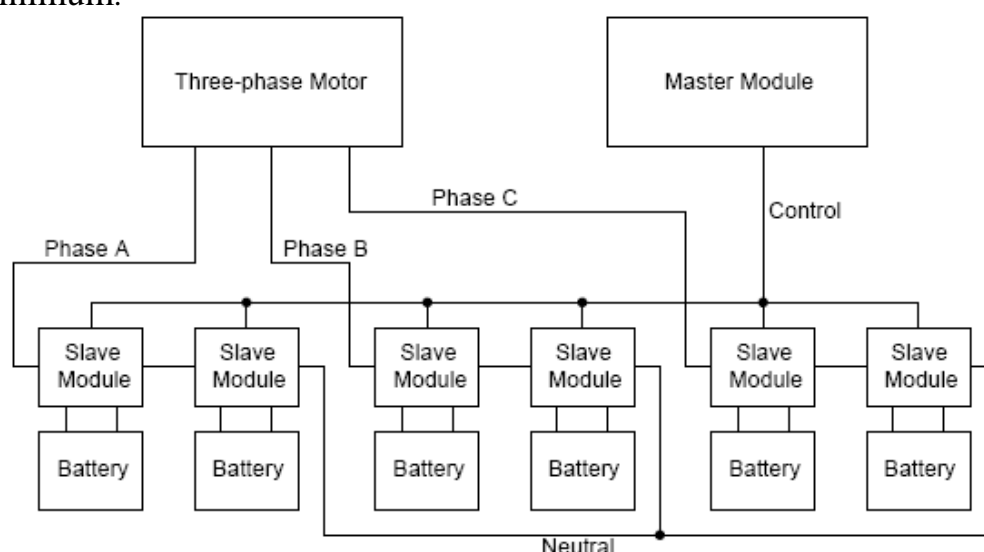 minimum.
Three-phase Motor
Master Module
Phase C
Control
Phase A
Phase B
Slave
Module
Slave
Module
Slave
Module
Slave
Module
Slave
Module
Slave
Module
Battery
Battery
Battery
Battery
Battery
Battery
Neutral